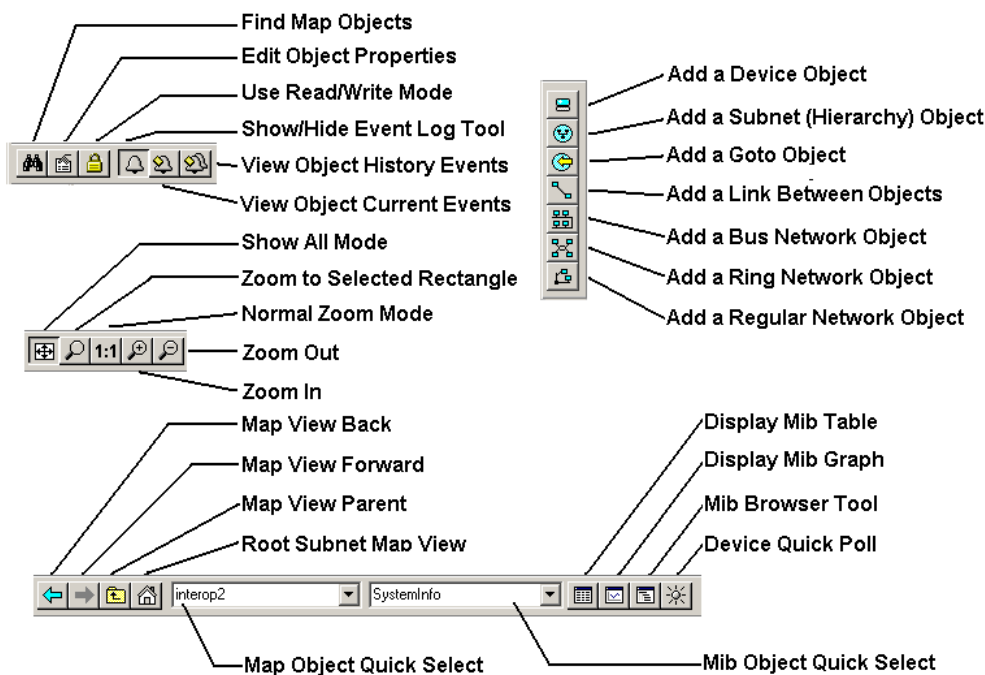 Find Map Objects
Edit Object Properties
Use Read/Write Mode
Show/Hide Event Log Tool
View Object History Events
View Object Current Events
Show All Mode
Zoom to Selected Rectangle
Normal Zoom Mode
1:1
Zoom Out
Zoom In
Add a Device Object
Add a Subnet (Hierarchy) Object
Add a Goto Object
Add a Link Between Objects
Add a Bus Network Object
Add a Ring Network Object
Add a Regular Network Object
Map View Back
Map View Forward
Map View Parent
Root Subnet Map View
Display Mib Table
Display Mib Graph
Mib Browser Tool
Device Quick Poll
interop2
SystemInfo
Map Object Quick Select
Mib Object Quick Select